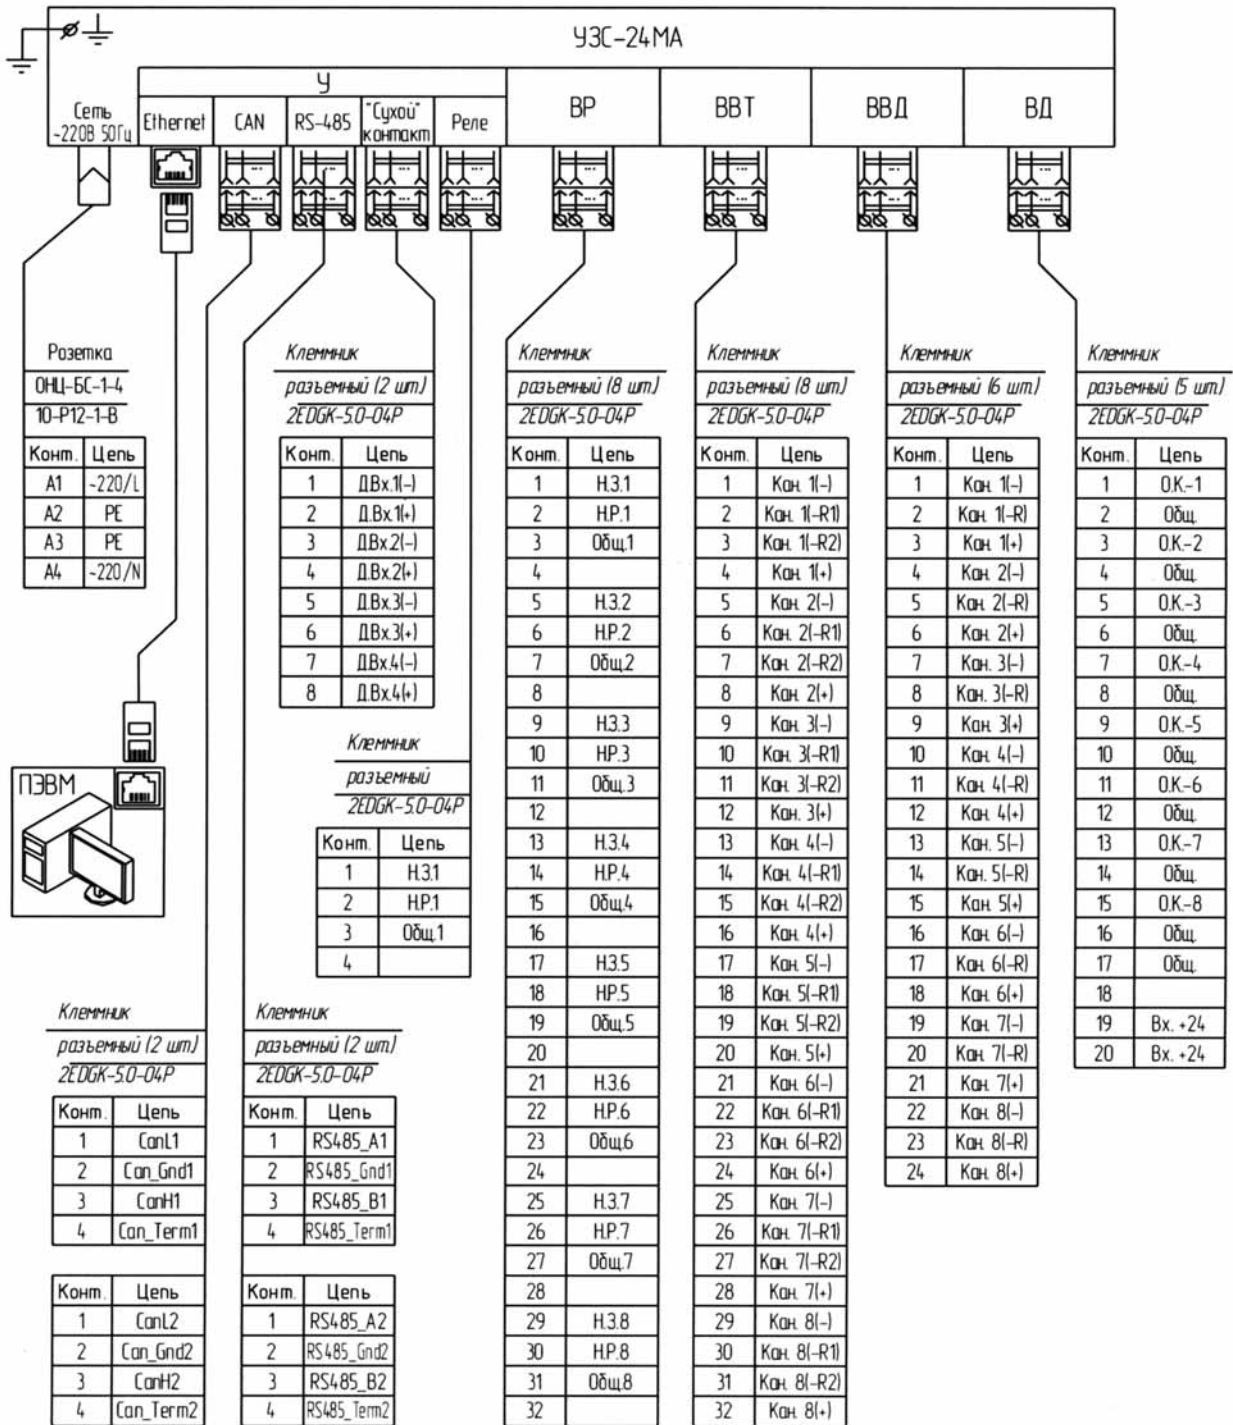 УЗС-24МА
У
ВР
ВВТ
ВВД
ВД
Сеть
~220В 50Гц
Ethernet
CAN
RS-485
"Сухой"
контакт
Реле
Розетка
ОНЦ-БС-1-4
10-Р12-1-В
Конт. Цепь
А1 ~220/L
А2 РЕ
А3 РЕ
А4 ~220/N
ПЭВМ
Клеммник
разъемный (2 шт.)
2EDGK-5.0-04P
Конт. Цепь
1 Д.Вх.1(-)
2 Д.Вх.1(+)
3 Д.Вх.2(-)
4 Д.Вх.2(+)
5 Д.Вх.3(-)
6 Д.Вх.3(+)
7 Д.Вх.4(-)
8 Д.Вх.4(+)
Клеммник
разъемный
2EDGK-5.0-04P
Конт. Цепь
1 Н.З.1
2 Н.Р.1
3 Общ.1
4
Клеммник
разъемный (2 шт.)
2EDGK-5.0-04P
Конт. Цепь
1 CanL1
2 Can_Gnd1
3 CanH1
4 Can_Term1
Конт. Цепь
1 CanL2
2 Can_Gnd2
3 CanH2
4 Can_Term2
Клеммник
разъемный (2 шт.)
2EDGK-5.0-04P
Конт. Цепь
1 RS485_A1
2 RS485_Gnd1
3 RS485_B1
4 RS485_Term1
Конт. Цепь
1 RS485_A2
2 RS485_Gnd2
3 RS485_B2
4 RS485_Term2
Клеммник
разъемный (8 шт.)
2EDGK-5.0-04P
Конт. Цепь
1 Н.З.1
2 Н.Р.1
3 Общ.1
4
5 Н.З.2
6 Н.Р.2
7 Общ.2
8
9 Н.З.3
10 Н.Р.3
11 Общ.3
12
13 Н.З.4
14 Н.Р.4
15 Общ.4
16
17 Н.З.5
18 Н.Р.5
19 Общ.5
20
21 Н.З.6
22 Н.Р.6
23 Общ.6
24
25 Н.З.7
26 Н.Р.7
27 Общ.7
28
29 Н.З.8
30 Н.Р.8
31 Общ.8
32
Клеммник
разъемный (8 шт.)
2EDGK-5.0-04P
Конт. Цепь
1 Кан. 1(-)
2 Кан. 1(-R1)
3 Кан. 1(-R2)
4 Кан. 1(+)
5 Кан. 2(-)
6 Кан. 2(-R1)
7 Кан. 2(-R2)
8 Кан. 2(+)
9 Кан. 3(-)
10 Кан. 3(-R1)
11 Кан. 3(-R2)
12 Кан. 3(+)
13 Кан. 4(-)
14 Кан. 4(-R1)
15 Кан. 4(-R2)
16 Кан. 4(+)
17 Кан. 5(-)
18 Кан. 5(-R1)
19 Кан. 5(-R2)
20 Кан. 5(+)
21 Кан. 6(-)
22 Кан. 6(-R1)
23 Кан. 6(-R2)
24 Кан. 6(+)
25 Кан. 7(-)
26 Кан. 7(-R1)
27 Кан. 7(-R2)
28 Кан. 7(+)
29 Кан. 8(-)
30 Кан. 8(-R1)
31 Кан. 8(-R2)
32 Кан. 8(+)
Клеммник
разъемный (6 шт.)
2EDGK-5.0-04P
Конт. Цепь
1 Кан. 1(-)
2 Кан. 1(-R)
3 Кан. 1(+)
4 Кан. 2(-)
5 Кан. 2(-R)
6 Кан. 2(+)
7 Кан. 3(-)
8 Кан. 3(-R)
9 Кан. 3(+)
10 Кан. 4(-)
11 Кан. 4(-R)
12 Кан. 4(+)
13 Кан. 5(-)
14 Кан. 5(-R)
15 Кан. 5(+)
16 Кан. 6(-)
17 Кан. 6(-R)
18 Кан. 6(+)
19 Кан. 7(-)
20 Кан. 7(-R)
21 Кан. 7(+)
22 Кан. 8(-)
23 Кан. 8(-R)
24 Кан. 8(+)
Клеммник
разъемный (5 шт.)
2EDGK-5.0-04P
Конт. Цепь
1 О.К.-1
2 Общ.
3 О.К.-2
4 Общ.
5 О.К.-3
6 Общ.
7 О.К.-4
8 Общ.
9 О.К.-5
10 Общ.
11 О.К.-6
12 Общ.
13 О.К.-7
14 Общ.
15 О.К.-8
16 Общ.
17 Общ.
18
19 Вх. +24
20 Вх. +24